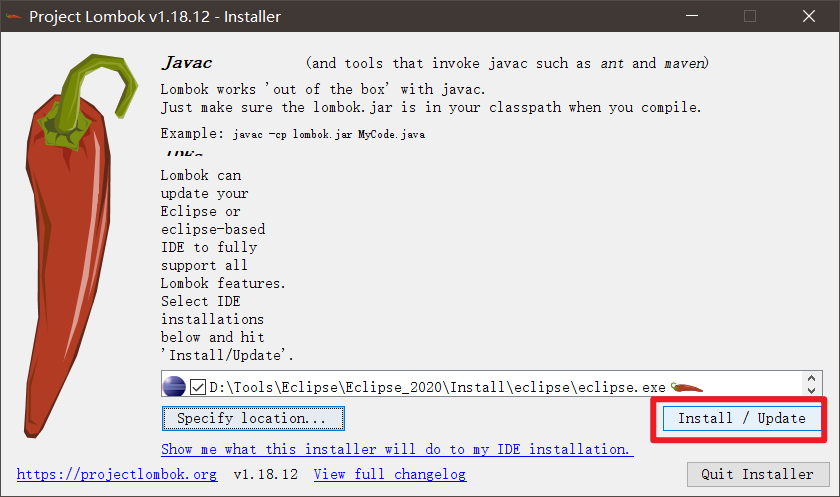 Project Lombok v1.18.12 - Installer
Javac (and tools that invoke javac such as ant and maven)
Lombok works 'out of the box' with javac.
Just make sure the lombok.jar is in your classpath when you compile.
Example: javac -cp lombok.jar MyCode.java
IDEs
Lombok can
update your
Eclipse or
eclipse-based
IDE to fully
support all
Lombok features.
Select IDE
installations
below and hit
'Install/Update'.
D:\Tools\Eclipse\Eclipse_2020\Install\eclipse\eclipse.exe
Specify location... Install / Update
Show me what this installer will do to my IDE installation.
https://projectlombok.org v1.18.12 View full changelog Quit Installer